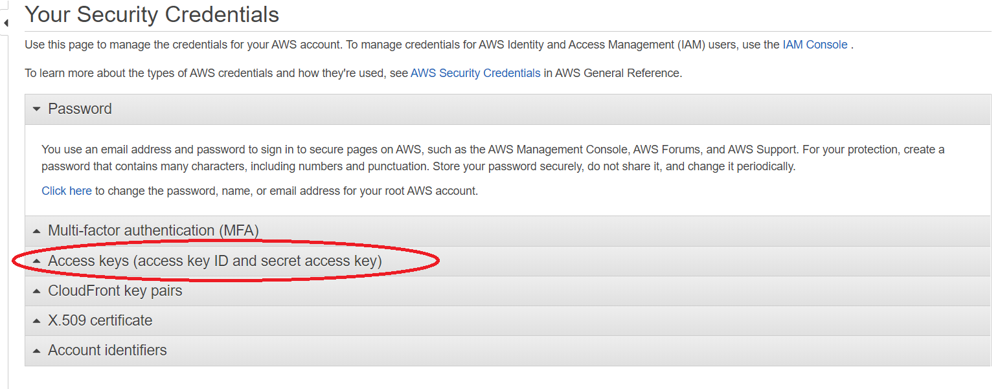 Your Security Credentials
Use this page to manage the credentials for your AWS account. To manage credentials for AWS Identity and Access Management (IAM) users, use the IAM Console .
To learn more about the types of AWS credentials and how they're used, see AWS Security Credentials in AWS General Reference.
Password
You use an email address and password to sign in to secure pages on AWS, such as the AWS Management Console, AWS Forums, and AWS Support. For your protection, create a
password that contains many characters, including numbers and punctuation. Store your password securely, do not share it, and change it periodically.
Click here to change the password, name, or email address for your root AWS account.
Multi-factor authentication (MFA)
Access keys (access key ID and secret access key)
CloudFront key pairs
X.509 certificate
Account identifiers